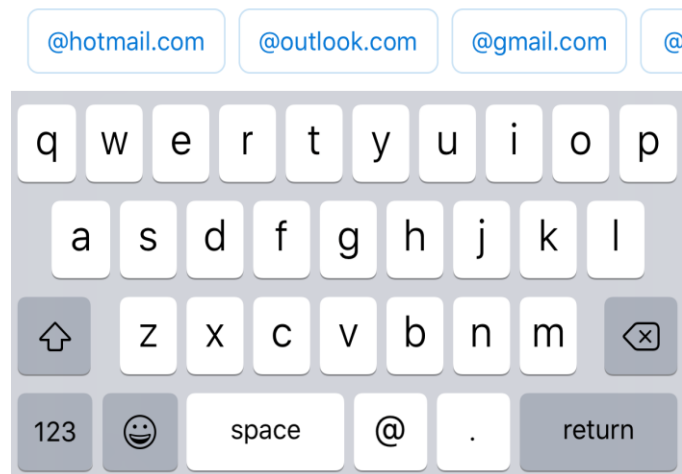 @hotmail.com @outlook.com @gmail.com @
q w e r t y u i o p
a s d f g h j k l
z x c v b n m
123 space @ . return